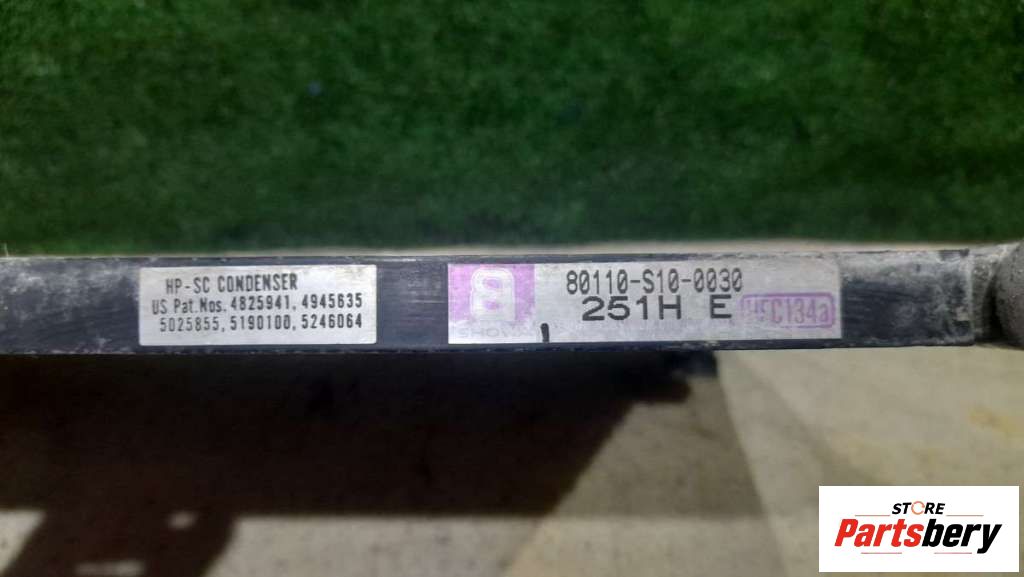 HP-SC CONDENSER
US Pat.Nos. 4825941, 4945635
5025855, 5190100, 5246064
80110-S10-0030
251H E
HFC134a
STORE
Partsbery